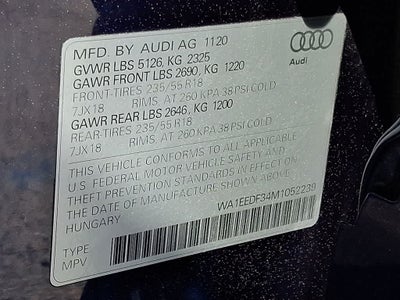 MFD. BY AUDI AG 1120
GVWR LBS 5126, KG 2325
GAWR FRONT LBS 2690, KG 1220
FRONT-TIRES 235/55 R18
7JX18 RIMS, AT 260 KPA 38 PSI COLD
GAWR REAR LBS 2646, KG 1200
REAR-TIRES 235/55 R18
7JX18 RIMS, AT 260 KPA 38 PSI COLD
THIS VEHICLE CONFORMS TO ALL APPLICABLE
U.S. FEDERAL MOTOR VEHICLE SAFETY AND
THEFT PREVENTION STANDARDS IN EFFECT ON
THE DATE OF MANUFACTURE SHOWN ABOVE
HUNGARY
WA1EEDF34M1052239
TYPE
MPV
Audi